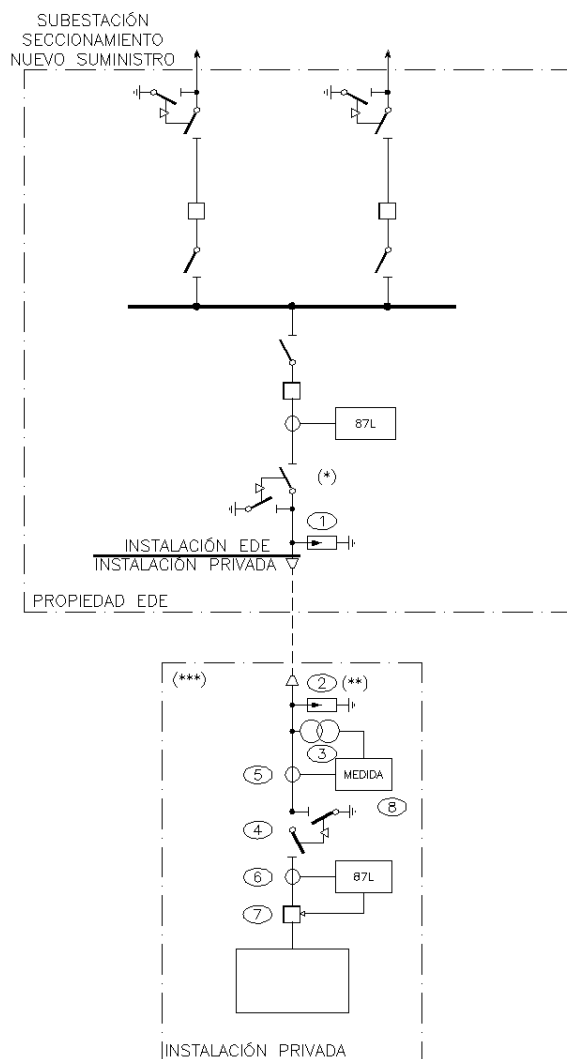 SUBESTACIÓN
SECCIONAMIENTO
NUEVO SUMINISTRO
87L
(*)
1
INSTALACIÓN EDE
INSTALACIÓN PRIVADA
PROPIEDAD EDE
(***)
2 (**)
3
5
MEDIDA
8
4
6
87L
7
INSTALACIÓN PRIVADA